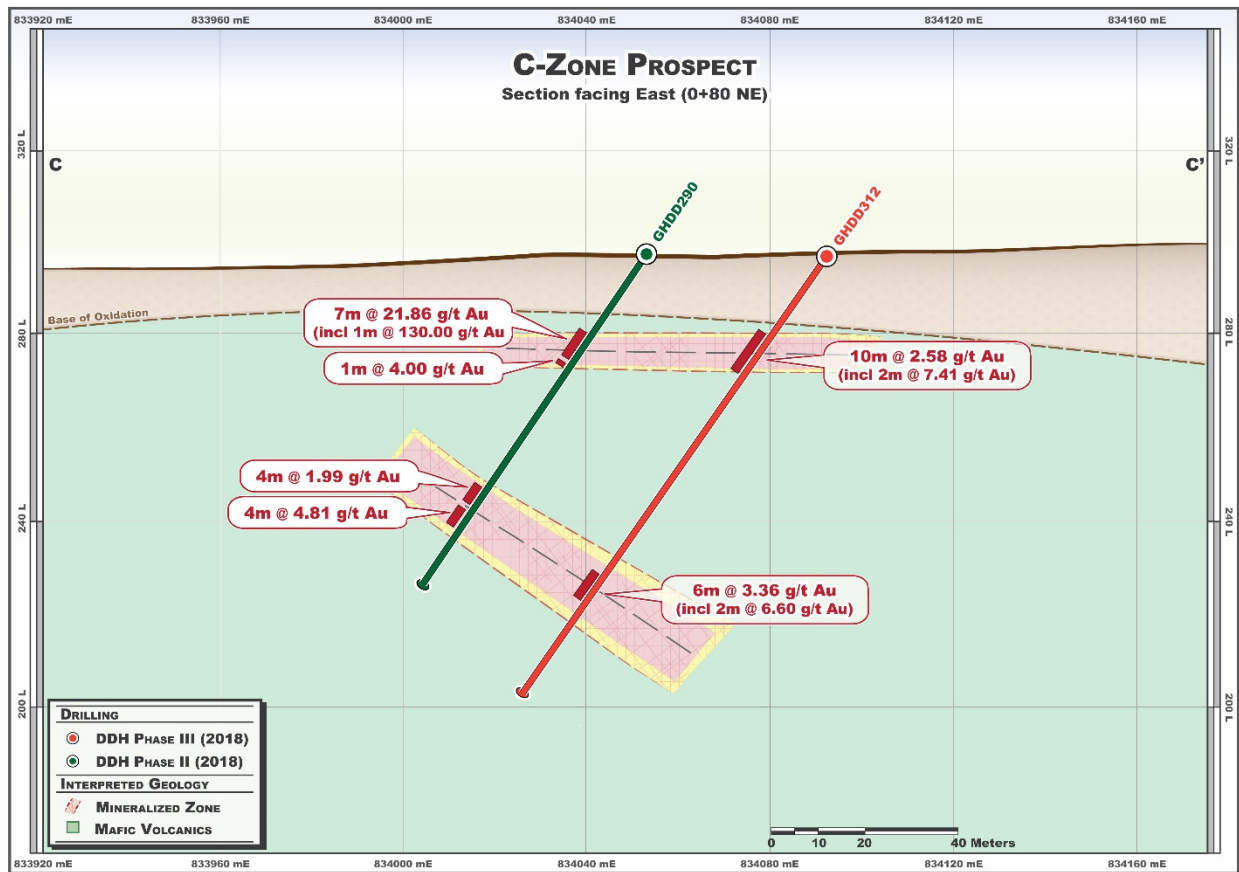 833920 mE
833960 mE
834000 mE
834040 mE
834080 mE
834120 mE
834160 mE
C-Zone Prospect
Section facing East (0+80 NE)
320 L
320 L
C
C'
GHDD290
GHDD312
Base of Oxidation
7m @ 21.86 g/t Au
(incl 1m @ 130.00 g/t Au
280 L
280 L
1m @ 4.00 g/t Au
10m @ 2.58 g/t Au
(incl 2m @ 7.41 g/t Au)
4m @ 1.99 g/t Au
4m @ 4.81 g/t Au
240 L
240 L
6m @ 3.36 g/t Au
(incl 2m @ 6.60 g/t Au)
200 L
200 L
Drilling
DDH Phase III (2018)
DDH Phase II (2018)
Interpreted Geology
Mineralized Zone
Mafic Volcanics
0 10 20 40 Meters
833920 mE
833960 mE
834000 mE
834040 mE
834080 mE
834120 mE
834160 mE